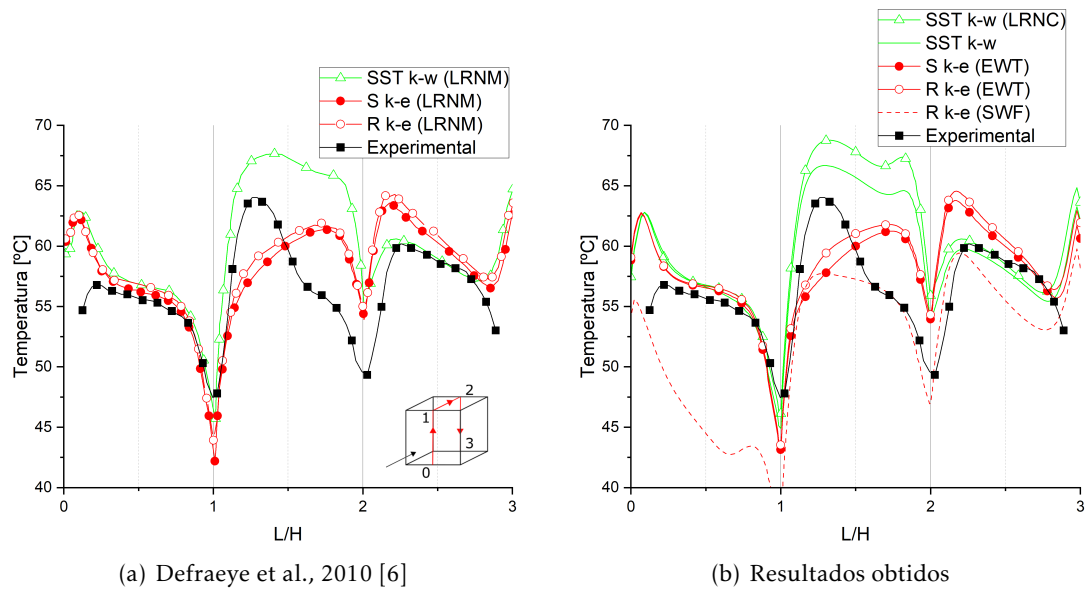 SST k-w (LRNM)
S k-e (LRNM)
R k-e (LRNM)
Experimental
70
65
60
55
50
45
40
Temperatura [ºC]
0
1
2
3
L/H
0
1
2
3
(a) Defraeye et al., 2010 [6]
SST k-w (LRNC)
SST k-w
S k-e (EWT)
R k-e (EWT)
R k-e (SWF)
Experimental
70
65
60
55
50
45
40
Temperatura [ºC]
0
1
2
3
L/H
(b) Resultados obtidos